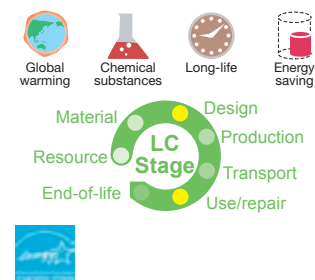 Global
warming
Chemical
substances
Long-life
Energy
saving
Material
Design
Production
Resource
LC
Stage
Transport
End-of-life
Use/repair